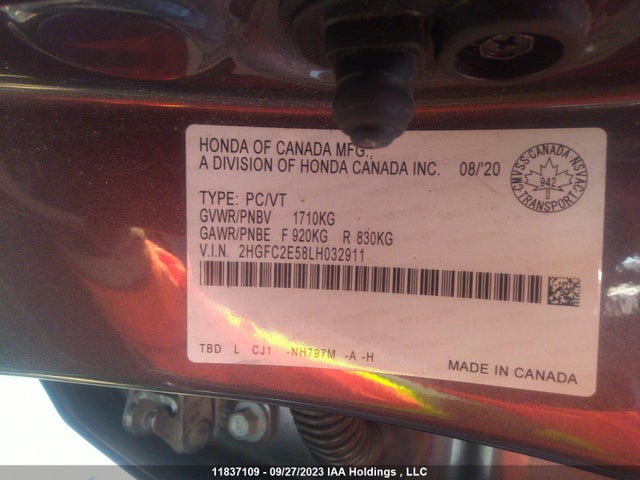 HONDA OF CANADA MFG.,
A DIVISION OF HONDA CANADA INC. 08/'20
CMVSS CANADA NSVAC
942
TRANSPORT
TYPE: PC/VT -
GVWR/PNBV 1710KG
GAWR/PNBE F 920KG R 830KG
V.I.N. 2HGFC2E58LH032911
TBD L CJ1 -NH797M -A -H
MADE IN CANADA
11837109 - 09/27/2023 IAA Holdings , LLC